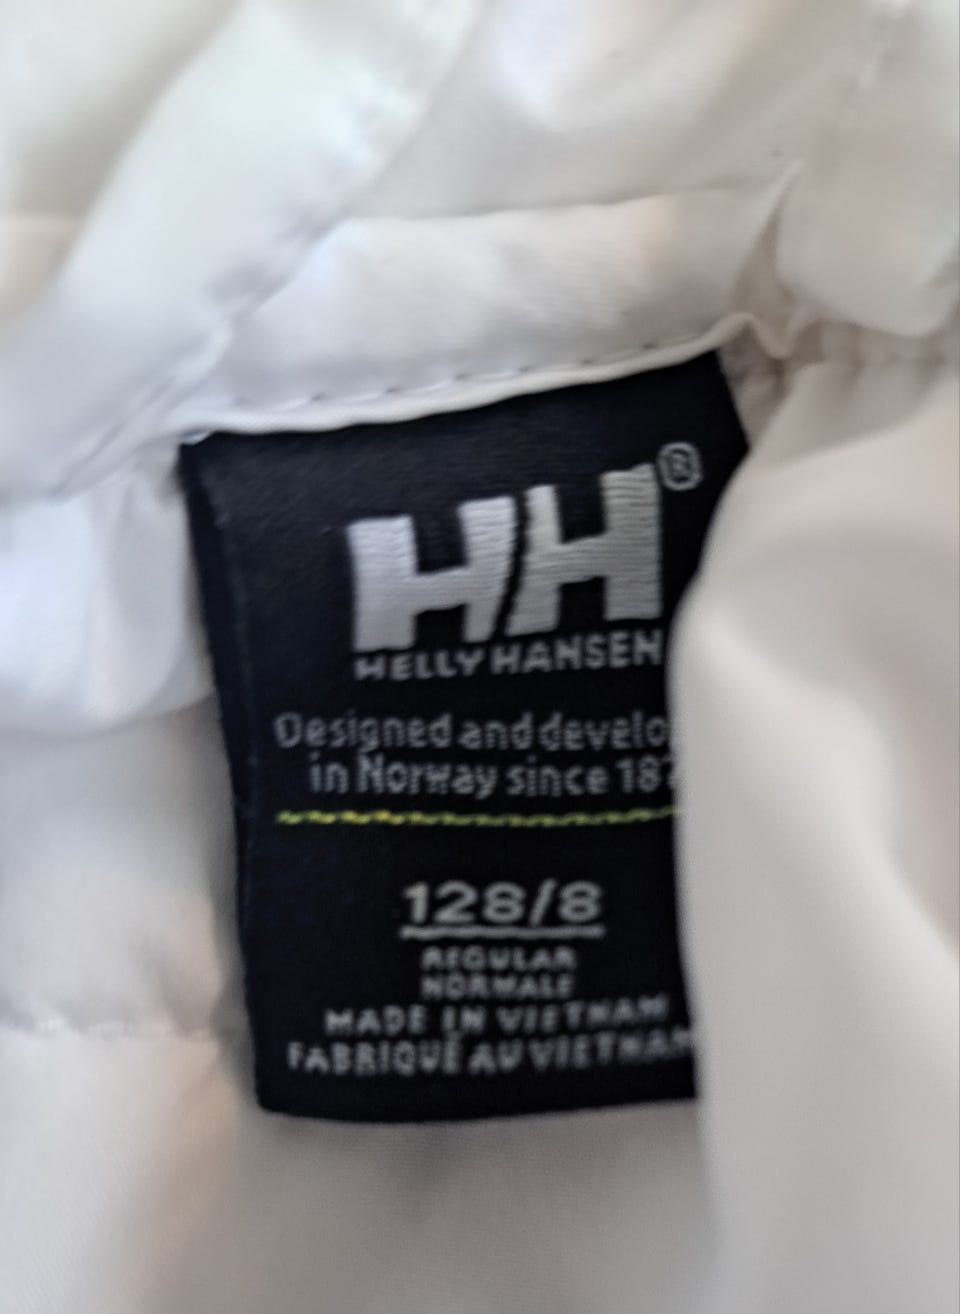 HH®
HELLY HANSEN
Designed and develo
in Norway since 187
128/8
REGULAR
NORMALE
MADE IN VIETNAM
FABRIQUÉ AU VIETNAM